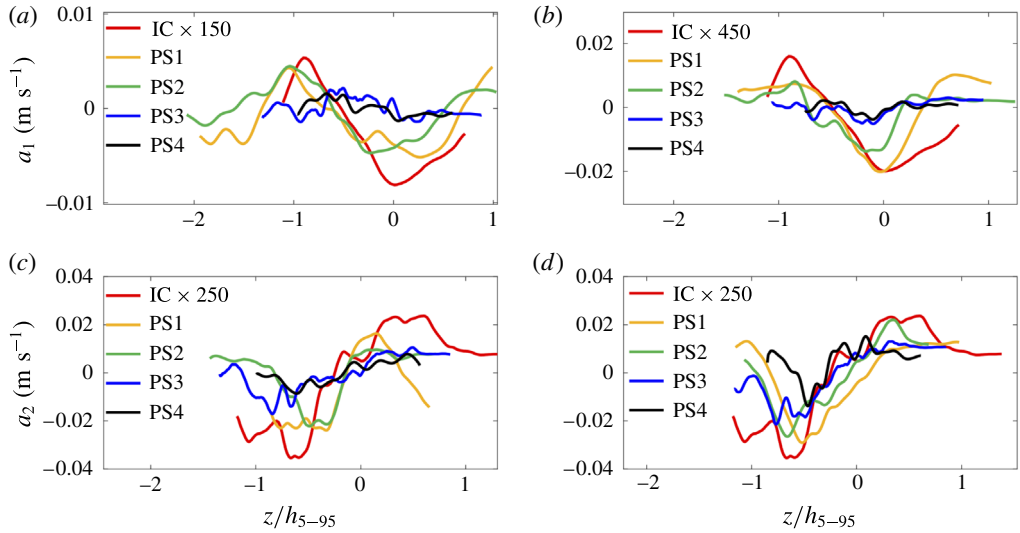 (a)
0.01
0
−0.01
a1 (m s−1)
IC × 150
PS1
PS2
PS3
PS4
−2 −1 0 1
(b)
0.02
0
−0.02
IC × 450
PS1
PS2
PS3
PS4
−2 −1 0 1
(c)
0.04
0.02
0
−0.02
−0.04
a2 (m s−1)
IC × 250
PS1
PS2
PS3
PS4
−2 −1 0 1
z/h5−95
(d)
0.04
0.02
0
−0.02
−0.04
IC × 250
PS1
PS2
PS3
PS4
−2 −1 0 1
z/h5−95